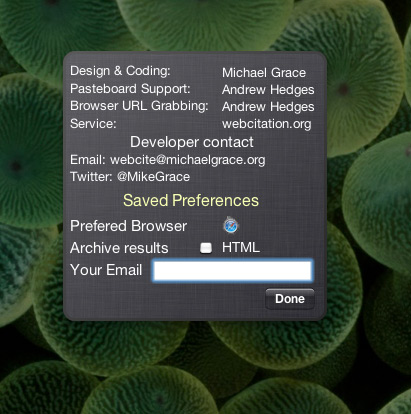 Design & Coding: Michael Grace
Pasteboard Support: Andrew Hedges
Browser URL Grabbing: Andrew Hedges
Service: webcitation.org
Developer contact
Email: webcite@michaelgrace.org
Twitter: @MikeGrace
Saved Preferences
Prefered Browser
Archive results HTML
Your Email
Done